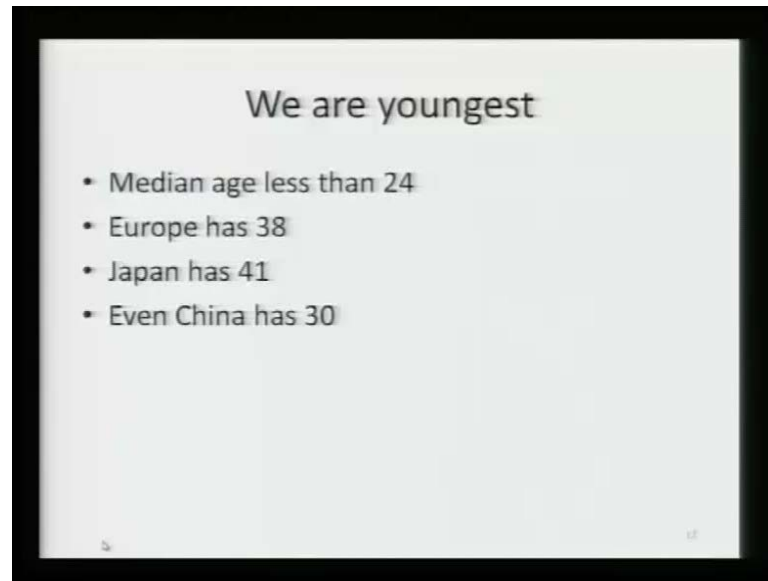 We are youngest
• Median age less than 24
• Europe has 38
• Japan has 41
• Even China has 30